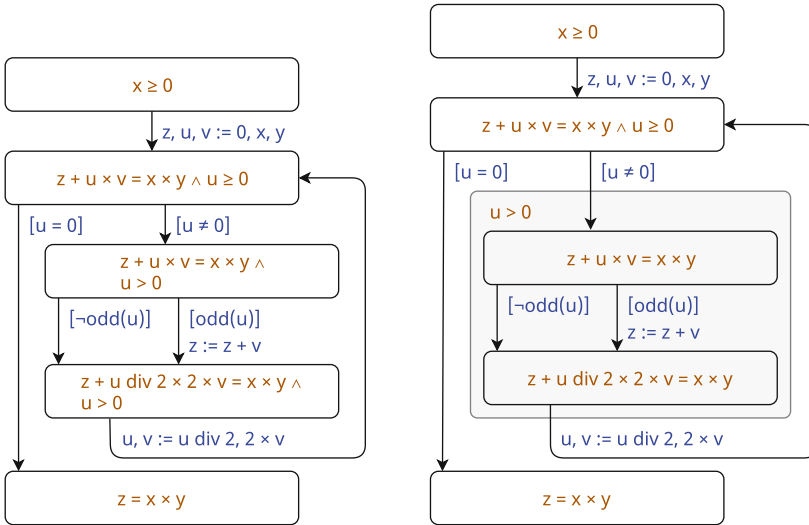 x ≥ 0
z, u, v := 0, x, y
z + u × v = x × y ∧ u ≥ 0
[u = 0]
[u ≠ 0]
z + u × v = x × y ∧
u > 0
[¬odd(u)]
[odd(u)]
z := z + v
z + u div 2 × 2 × v = x × y ∧
u > 0
u, v := u div 2, 2 × v
z = x × y
x ≥ 0
z, u, v := 0, x, y
z + u × v = x × y ∧ u ≥ 0
[u = 0]
[u ≠ 0]
u > 0
z + u × v = x × y
[¬odd(u)]
[odd(u)]
z := z + v
z + u div 2 × 2 × v = x × y
u, v := u div 2, 2 × v
z = x × y